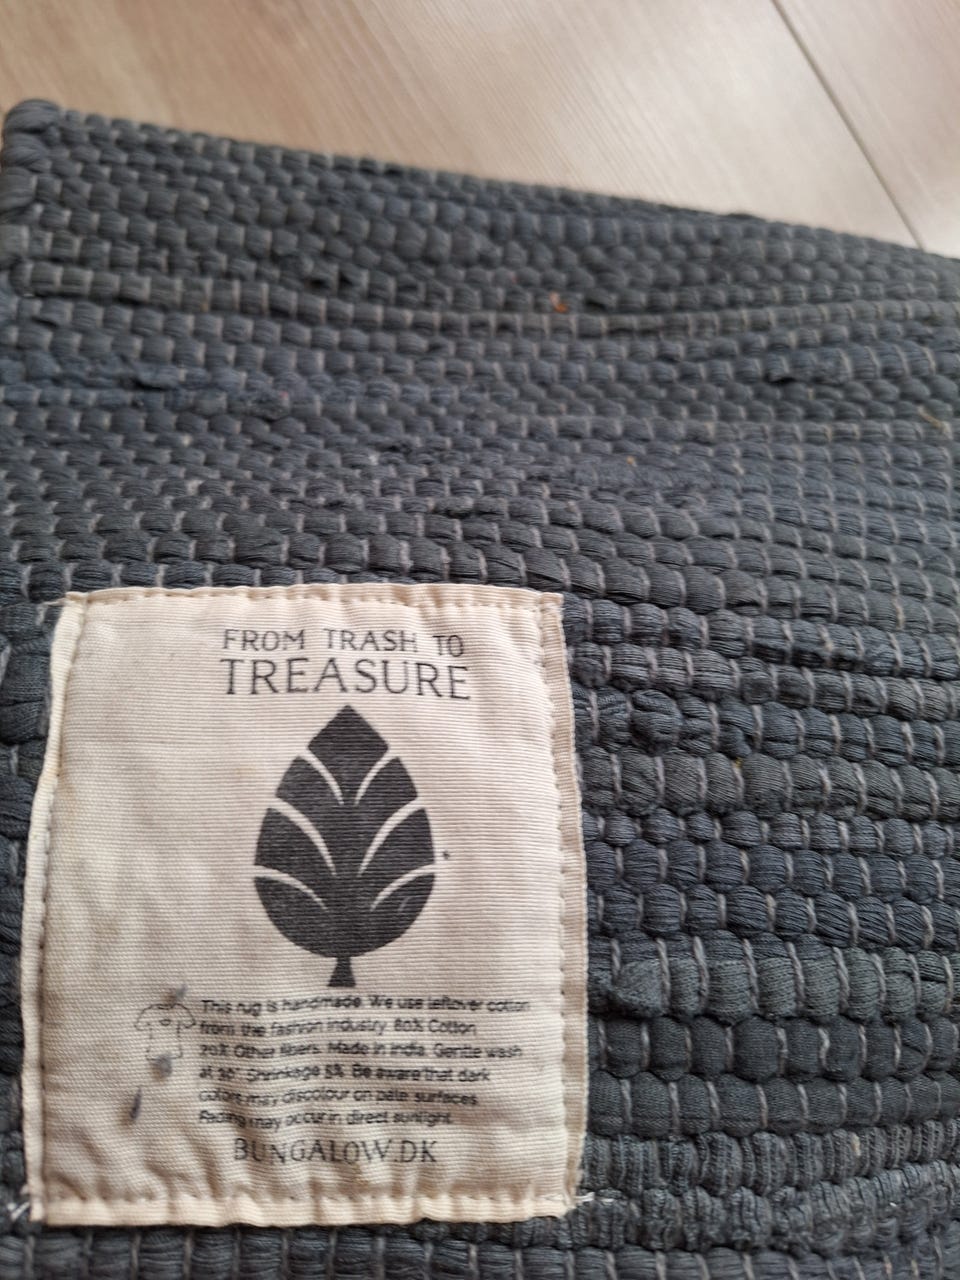 FROM TRASH TO
TREASURE
This rug is handmade. We use leftover cotton
from the fashion industry. 80% Cotton
20% Other fibers. Made in India. Gentle wash
at 30°. Shrinkage 5%. Be aware that dark
colors may discolour on pale surfaces.
Fading may occur in direct sunlight.
BUNGALOW.DK